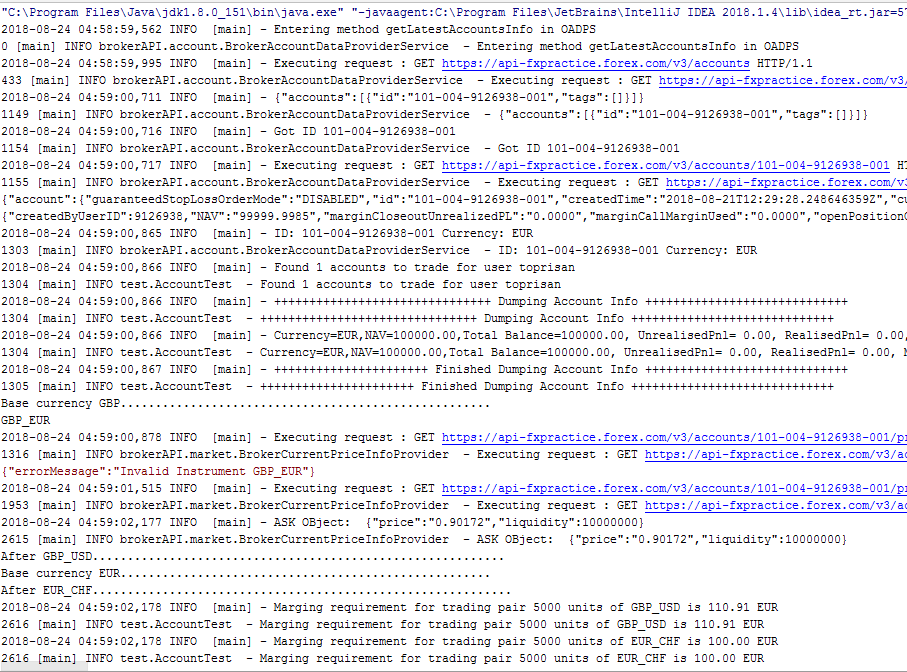 "C:\Program Files\Java\jdk1.8.0_151\bin\java.exe" "-javaagent:C:\Program Files\JetBrains\IntelliJ IDEA 2018.1.4\lib\idea_rt.jar=5
2018-08-24 04:58:59,562 INFO  [main] - Entering method getLatestAccountsInfo in OADPS
0 [main] INFO brokerAPI.account.BrokerAccountDataProviderService  - Entering method getLatestAccountsInfo in OADPS
2018-08-24 04:58:59,995 INFO  [main] - Executing request : GET https://api-fxpractice.forex.com/v3/accounts HTTP/1.1
433 [main] INFO brokerAPI.account.BrokerAccountDataProviderService  - Executing request : GET https://api-fxpractice.forex.com/v3/
2018-08-24 04:59:00,711 INFO  [main] - {"accounts":[{"id":"101-004-9126938-001","tags":[]}]}
1149 [main] INFO brokerAPI.account.BrokerAccountDataProviderService  - {"accounts":[{"id":"101-004-9126938-001","tags":[]}]}
2018-08-24 04:59:00,716 INFO  [main] - Got ID 101-004-9126938-001
1154 [main] INFO brokerAPI.account.BrokerAccountDataProviderService  - Got ID 101-004-9126938-001
2018-08-24 04:59:00,717 INFO  [main] - Executing request : GET https://api-fxpractice.forex.com/v3/accounts/101-004-9126938-001 HT
1155 [main] INFO brokerAPI.account.BrokerAccountDataProviderService  - Executing request : GET https://api-fxpractice.forex.com/v3
{"account":{"guaranteedStopLossOrderMode":"DISABLED","id":"101-004-9126938-001","createdTime":"2018-08-21T12:29:28.248646359Z","cu
{"createdByUserID":9126938,"NAV":"99999.9985","marginCloseoutUnrealizedPL":"0.0000","marginCallMarginUsed":"0.0000","openPositionC
2018-08-24 04:59:00,865 INFO  [main] - ID: 101-004-9126938-001 Currency: EUR
1303 [main] INFO brokerAPI.account.BrokerAccountDataProviderService  - ID: 101-004-9126938-001 Currency: EUR
2018-08-24 04:59:00,866 INFO  [main] - Found 1 accounts to trade for user toprisan
1304 [main] INFO test.AccountTest  - Found 1 accounts to trade for user toprisan
2018-08-24 04:59:00,866 INFO  [main] - +++++++++++++++++++++++++++++++ Dumping Account Info +++++++++++++++++++++++++++++
1304 [main] INFO test.AccountTest  - +++++++++++++++++++++++++++++++ Dumping Account Info +++++++++++++++++++++++++++++
2018-08-24 04:59:00,866 INFO  [main] - Currency=EUR,NAV=100000.00,Total Balance=100000.00, UnrealisedPnl= 0.00, RealisedPnl= 0.00,
1304 [main] INFO test.AccountTest  - Currency=EUR,NAV=100000.00,Total Balance=100000.00, UnrealisedPnl= 0.00, RealisedPnl= 0.00, M
2018-08-24 04:59:00,867 INFO  [main] - ++++++++++++++++++++++ Finished Dumping Account Info +++++++++++++++++++++++++++++
1305 [main] INFO test.AccountTest  - ++++++++++++++++++++++ Finished Dumping Account Info +++++++++++++++++++++++++++++
Base currency GBP.....................................................
GBP_EUR
2018-08-24 04:59:00,878 INFO  [main] - Executing request : GET https://api-fxpractice.forex.com/v3/accounts/101-004-9126938-001/pr
1316 [main] INFO brokerAPI.market.BrokerCurrentPriceInfoProvider  - Executing request : GET https://api-fxpractice.forex.com/v3/ac
{"errorMessage":"Invalid Instrument GBP_EUR"}
2018-08-24 04:59:01,515 INFO  [main] - Executing request : GET https://api-fxpractice.forex.com/v3/accounts/101-004-9126938-001/pr
1953 [main] INFO brokerAPI.market.BrokerCurrentPriceInfoProvider  - Executing request : GET https://api-fxpractice.forex.com/v3/ac
2018-08-24 04:59:02,177 INFO  [main] - ASK OBject:  {"price":"0.90172","liquidity":10000000}
2615 [main] INFO brokerAPI.market.BrokerCurrentPriceInfoProvider  - ASK OBject:  {"price":"0.90172","liquidity":10000000}
After GBP_USD...........................................................
Base currency EUR.....................................................
After EUR_CHF............................................................
2018-08-24 04:59:02,178 INFO  [main] - Marging requirement for trading pair 5000 units of GBP_USD is 110.91 EUR
2616 [main] INFO test.AccountTest  - Marging requirement for trading pair 5000 units of GBP_USD is 110.91 EUR
2018-08-24 04:59:02,178 INFO  [main] - Marging requirement for trading pair 5000 units of EUR_CHF is 100.00 EUR
2616 [main] INFO test.AccountTest  - Marging requirement for trading pair 5000 units of EUR_CHF is 100.00 EUR